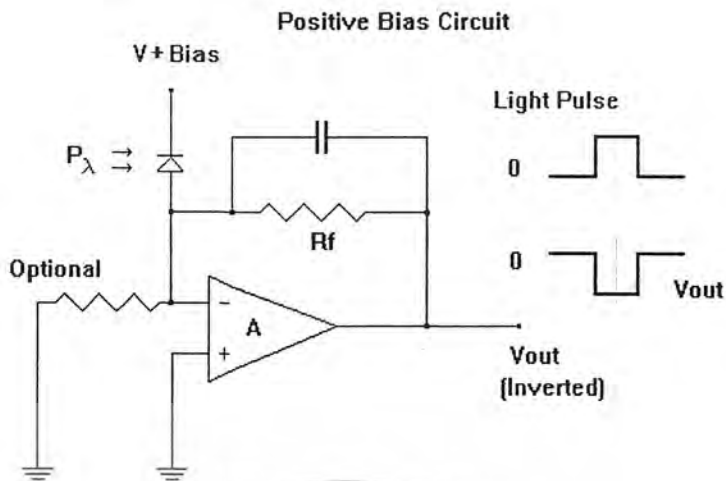 Positive Bias Circuit
V + Bias
Light Pulse
Pλ
0
Rf
Optional
0
Vout
−
A
+
Vout
(Inverted)